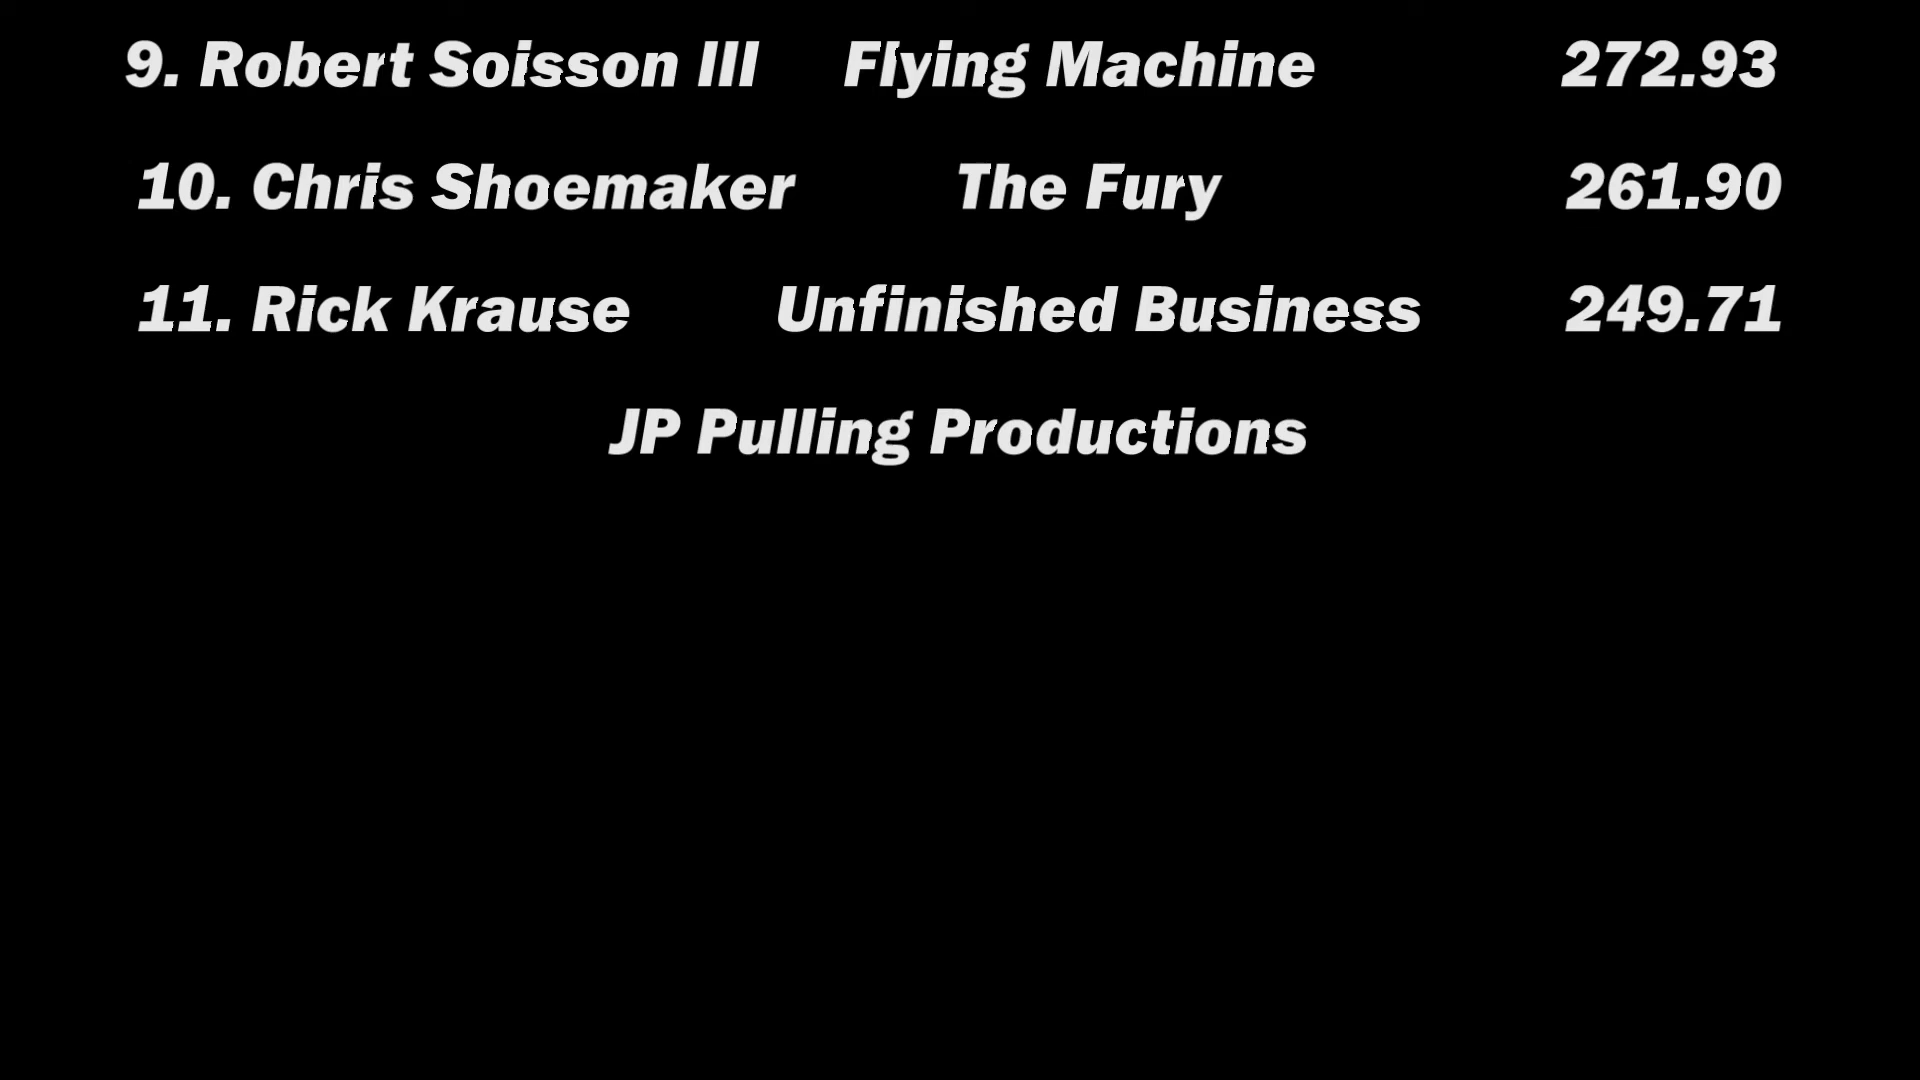 9. Robert Soisson III Flying Machine 272.93
10. Chris Shoemaker The Fury 261.90
11. Rick Krause Unfinished Business 249.71
JP Pulling Productions